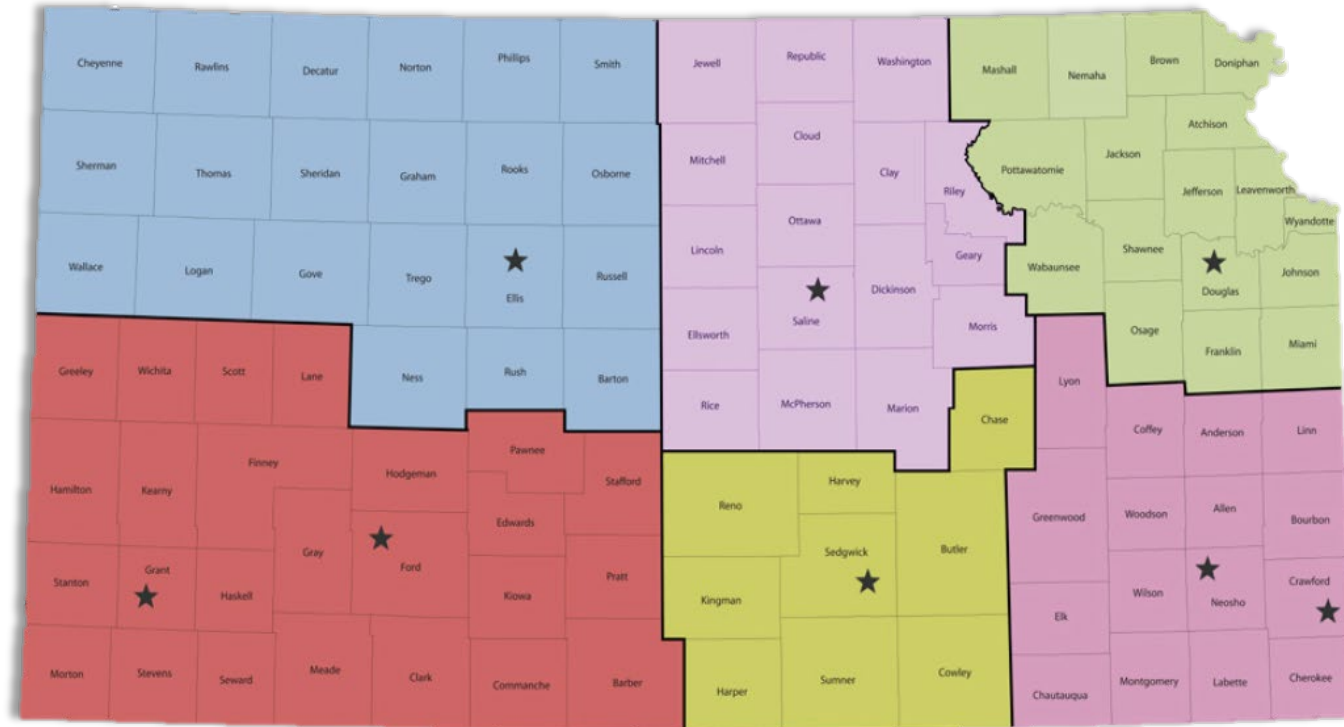 Cheyenne
Rawlins
Decatur
Norton
Phillips
Smith
Jewell
Republic
Washington
Mashall
Nemaha
Brown
Doniphan
Sherman
Thomas
Sheridan
Graham
Rooks
Osborne
Mitchell
Cloud
Clay
Riley
Pottawatomie
Jackson
Atchison
Jefferson
Leavenworth
Wyandotte
Wallace
Logan
Gove
Trego
Ellis
Russell
Lincoln
Ottawa
Saline
Dickinson
Geary
Wabaunsee
Shawnee
Douglas
Johnson
Greeley
Wichita
Scott
Lane
Ness
Rush
Barton
Ellsworth
Rice
McPherson
Marion
Morris
Chase
Lyon
Osage
Franklin
Miami
Hamilton
Kearny
Finney
Hodgeman
Pawnee
Stafford
Edwards
Reno
Harvey
Sedgwick
Butler
Greenwood
Coffey
Anderson
Linn
Woodson
Allen
Bourbon
Stanton
Grant
Haskell
Gray
Ford
Kiowa
Pratt
Kingman
Elk
Wilson
Neosho
Crawford
Morton
Stevens
Seward
Meade
Clark
Commanche
Barber
Harper
Sumner
Cowley
Chautauqua
Montgomery
Labette
Cherokee